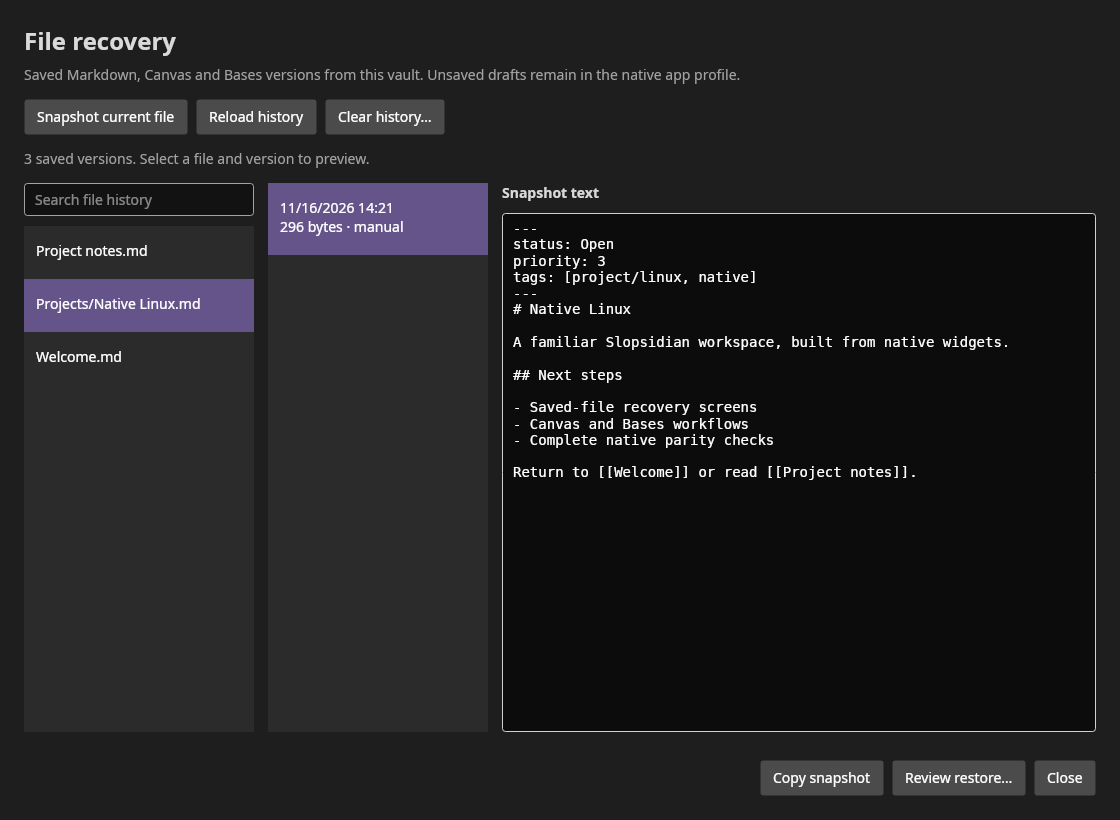 File recovery
Saved Markdown, Canvas and Bases versions from this vault. Unsaved drafts remain in the native app profile.
Snapshot current file
Reload history
Clear history...
3 saved versions. Select a file and version to preview.
Search file history
Project notes.md
Projects/Native Linux.md
Welcome.md
11/16/2026 14:21
296 bytes · manual
Snapshot text
---
status: Open
priority: 3
tags: [project/linux, native]
---
# Native Linux

A familiar Slopsidian workspace, built from native widgets.

## Next steps

- Saved-file recovery screens
- Canvas and Bases workflows
- Complete native parity checks

Return to [[Welcome]] or read [[Project notes]].
Copy snapshot
Review restore...
Close